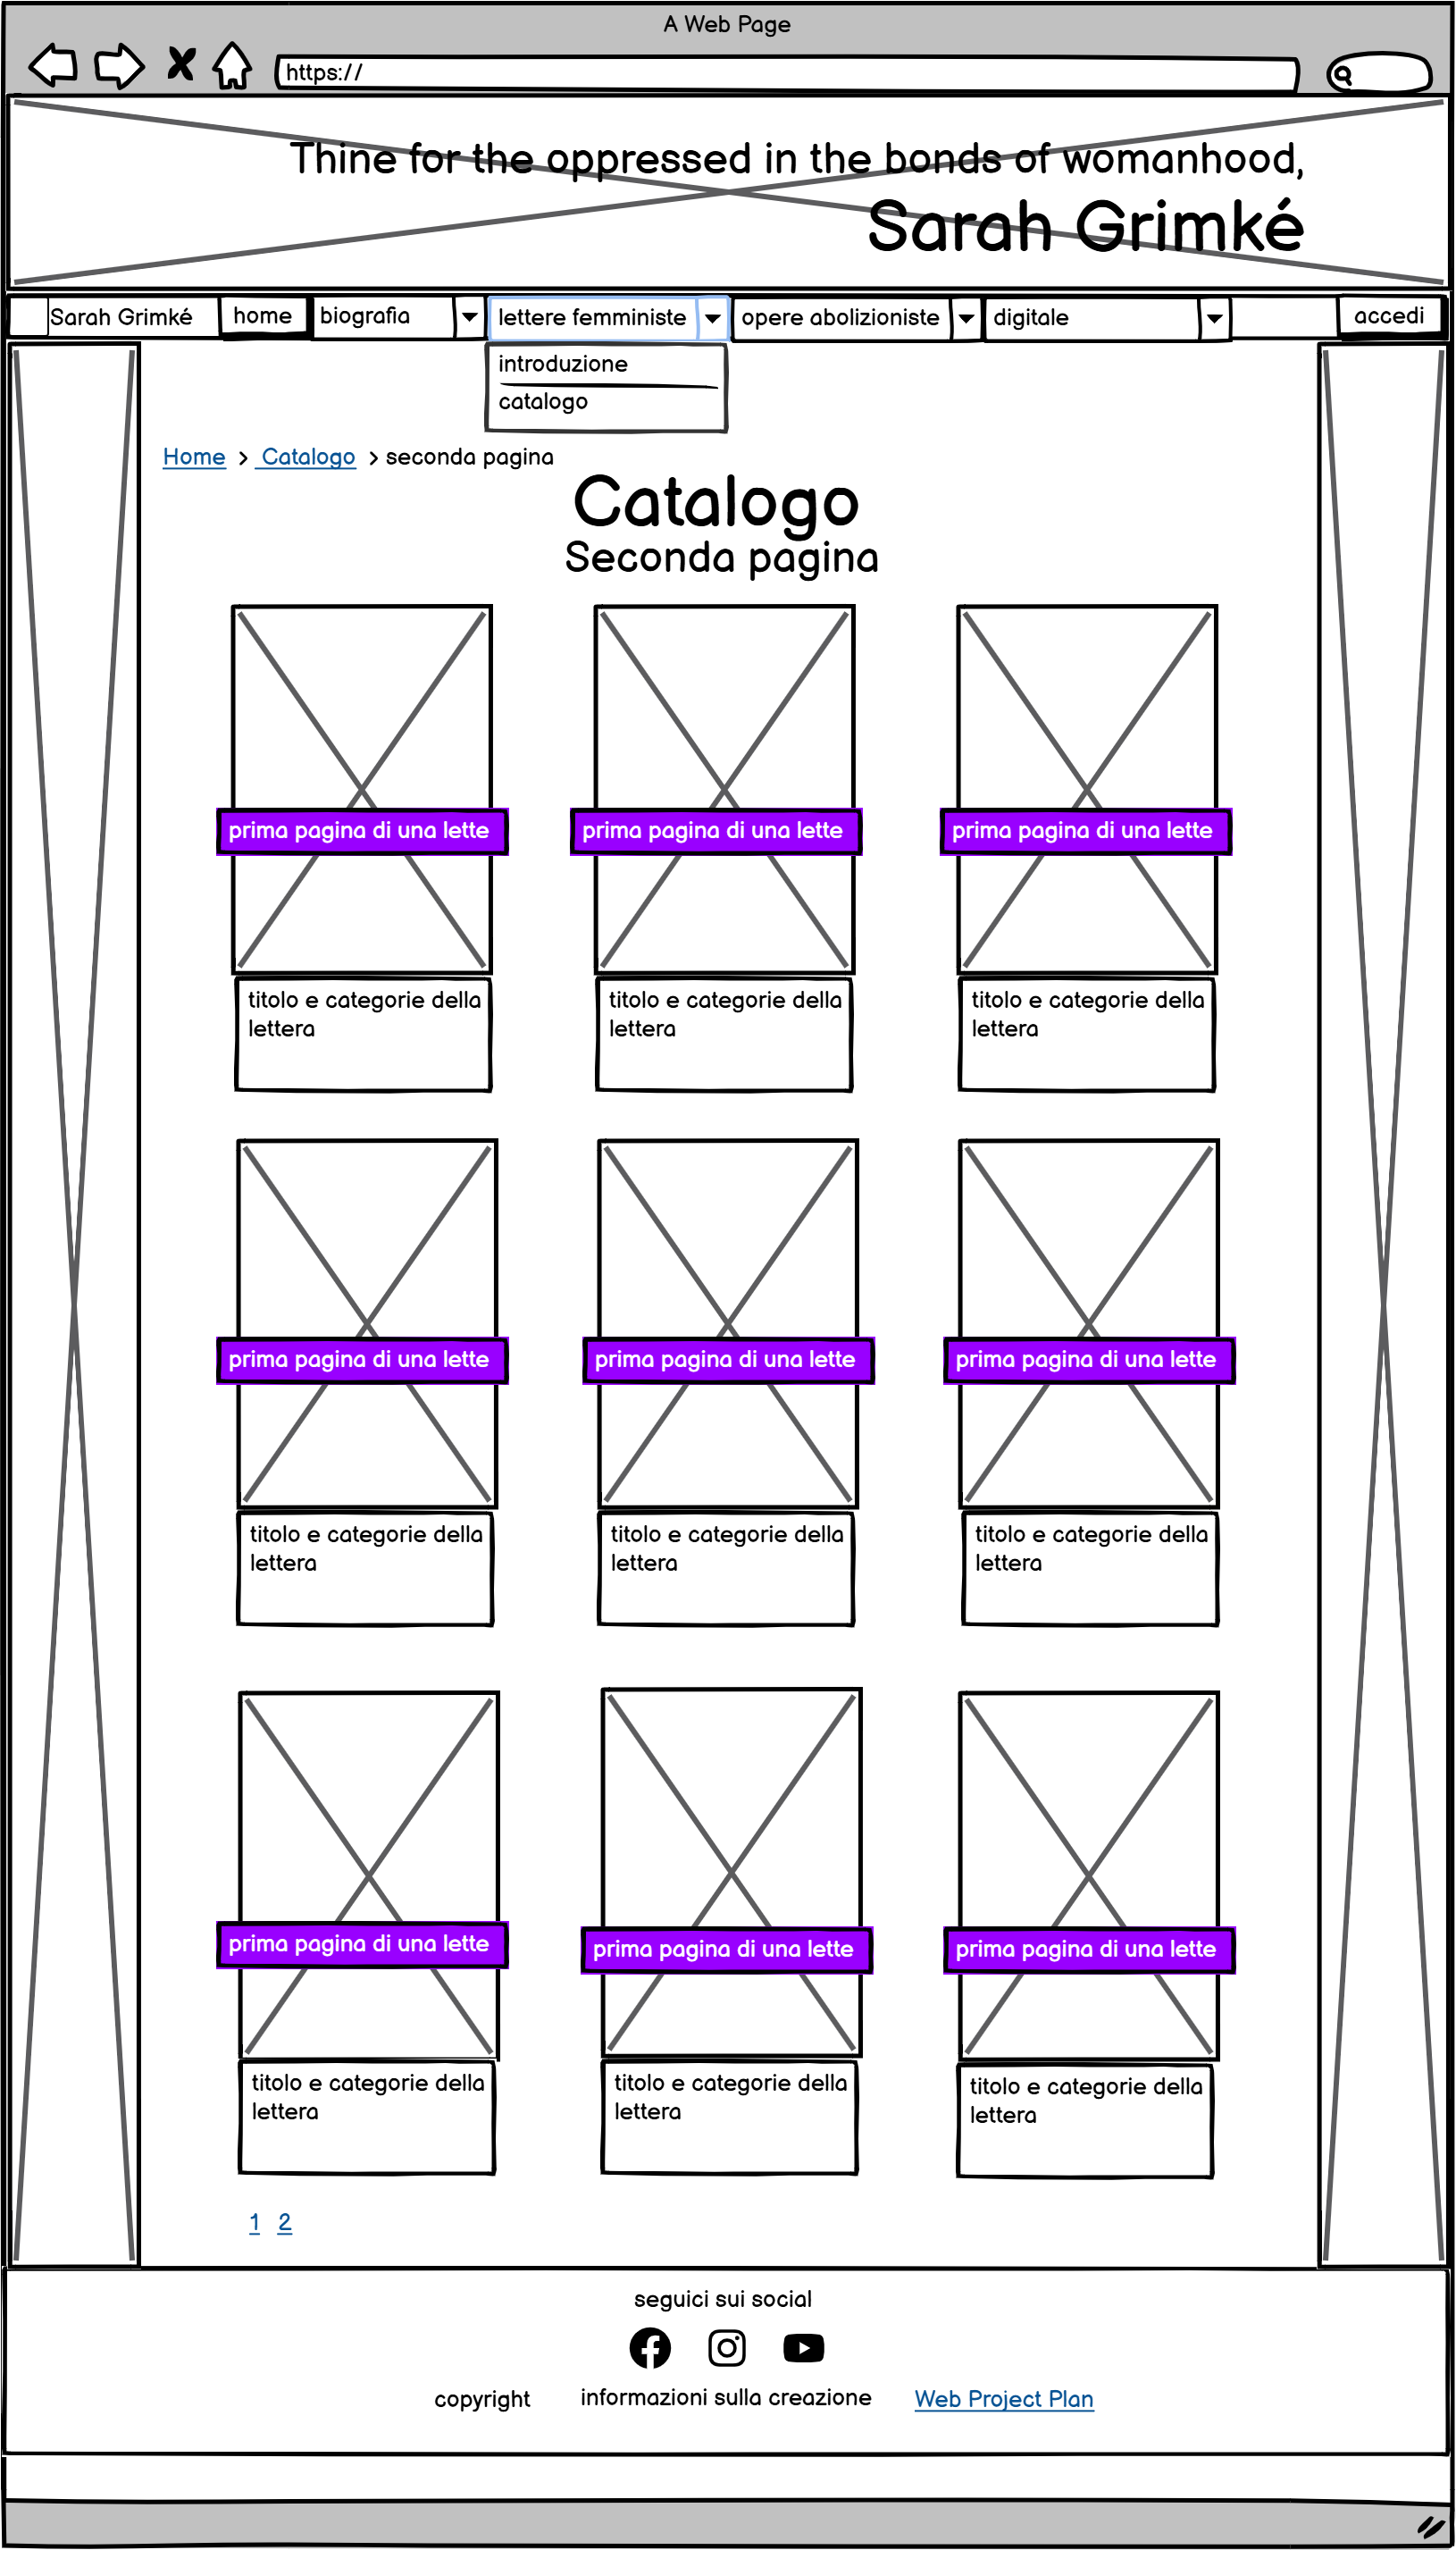 A Web Page
https://
Thine for the oppressed in the bonds of womanhood,
Sarah Grimké
Sarah Grimké home biografia lettere femministe opere abolizioniste digitale accedi
introduzione
catalogo
Home > Catalogo > seconda pagina
Catalogo
Seconda pagina
prima pagina di una lette prima pagina di una lette prima pagina di una lette
titolo e categorie della
lettera
titolo e categorie della
lettera
titolo e categorie della
lettera
prima pagina di una lette prima pagina di una lette prima pagina di una lette
titolo e categorie della
lettera
titolo e categorie della
lettera
titolo e categorie della
lettera
prima pagina di una lette prima pagina di una lette prima pagina di una lette
titolo e categorie della
lettera
titolo e categorie della
lettera
titolo e categorie della
lettera
1 2
seguici sui social
copyright informazioni sulla creazione Web Project Plan